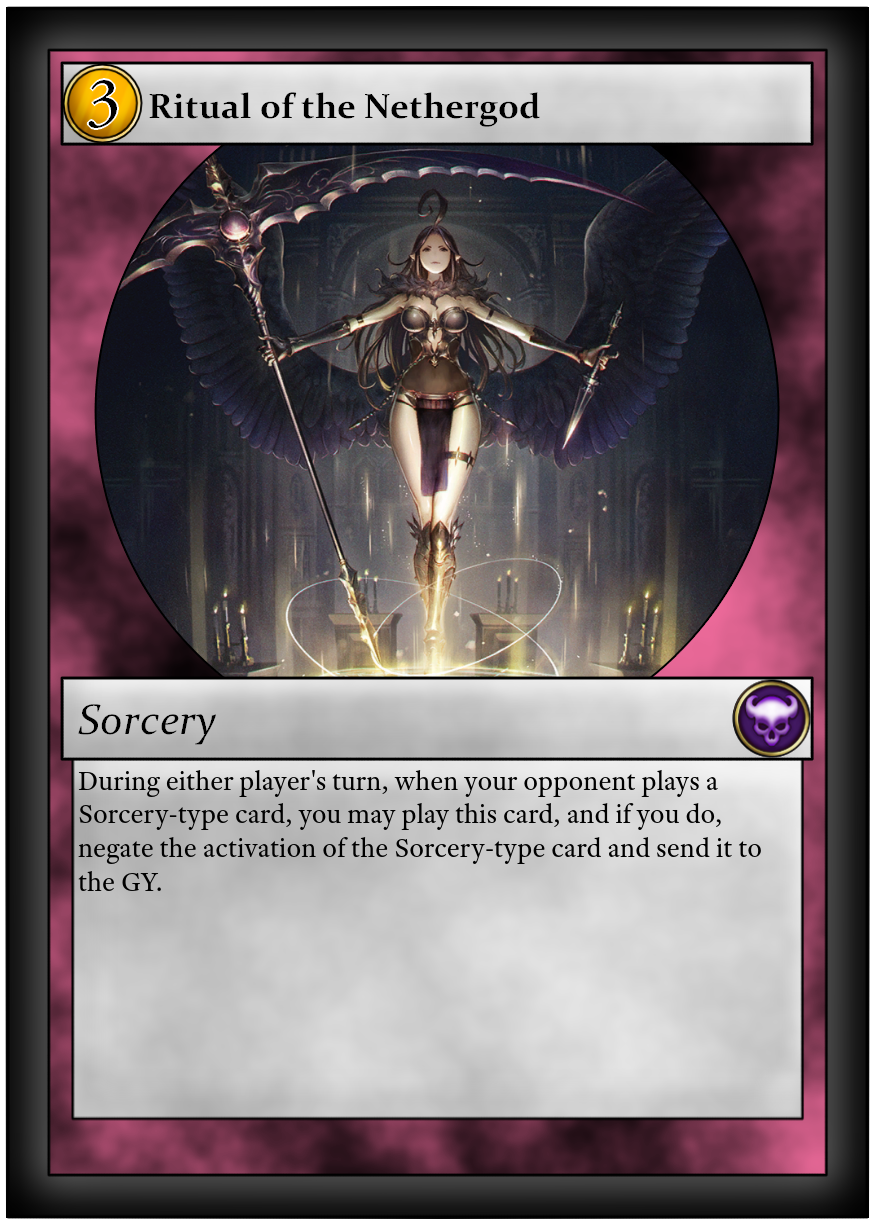 3
Ritual of the Nethergod
Sorcery
During either player's turn, when your opponent plays a
Sorcery-type card, you may play this card, and if you do,
negate the activation of the Sorcery-type card and send it to
the GY.